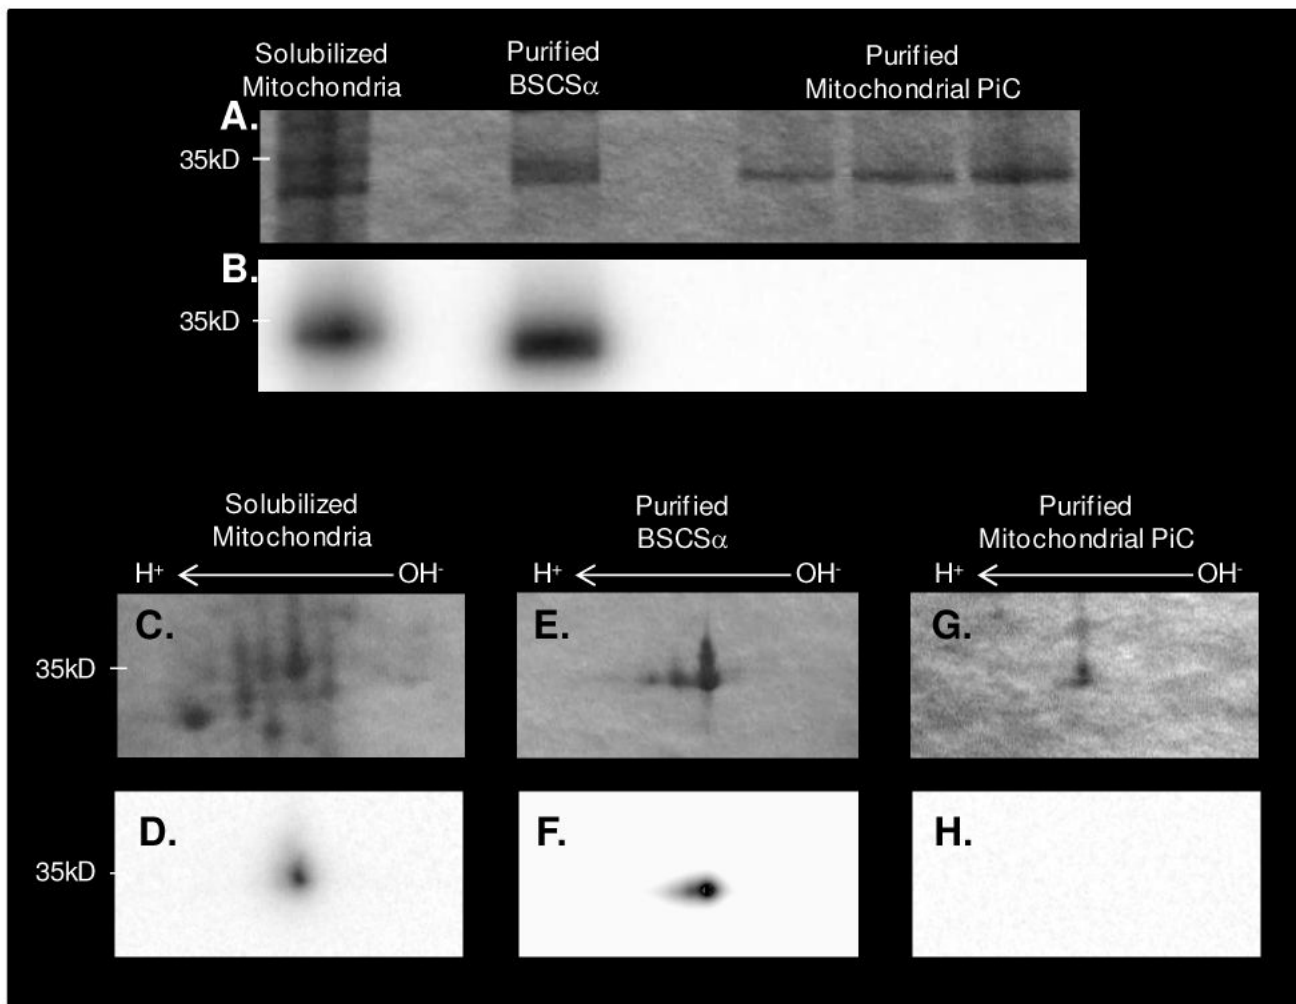 Solubilized
Mitochondria
Purified
BSCSα
Purified
Mitochondrial PiC
A.
35kD
B.
35kD
Solubilized
Mitochondria
Purified
BSCSα
Purified
Mitochondrial PiC
H⁺ OH⁻
H⁺ OH⁻
H⁺ OH⁻
C.
E.
G.
35kD
D.
F.
H.
35kD